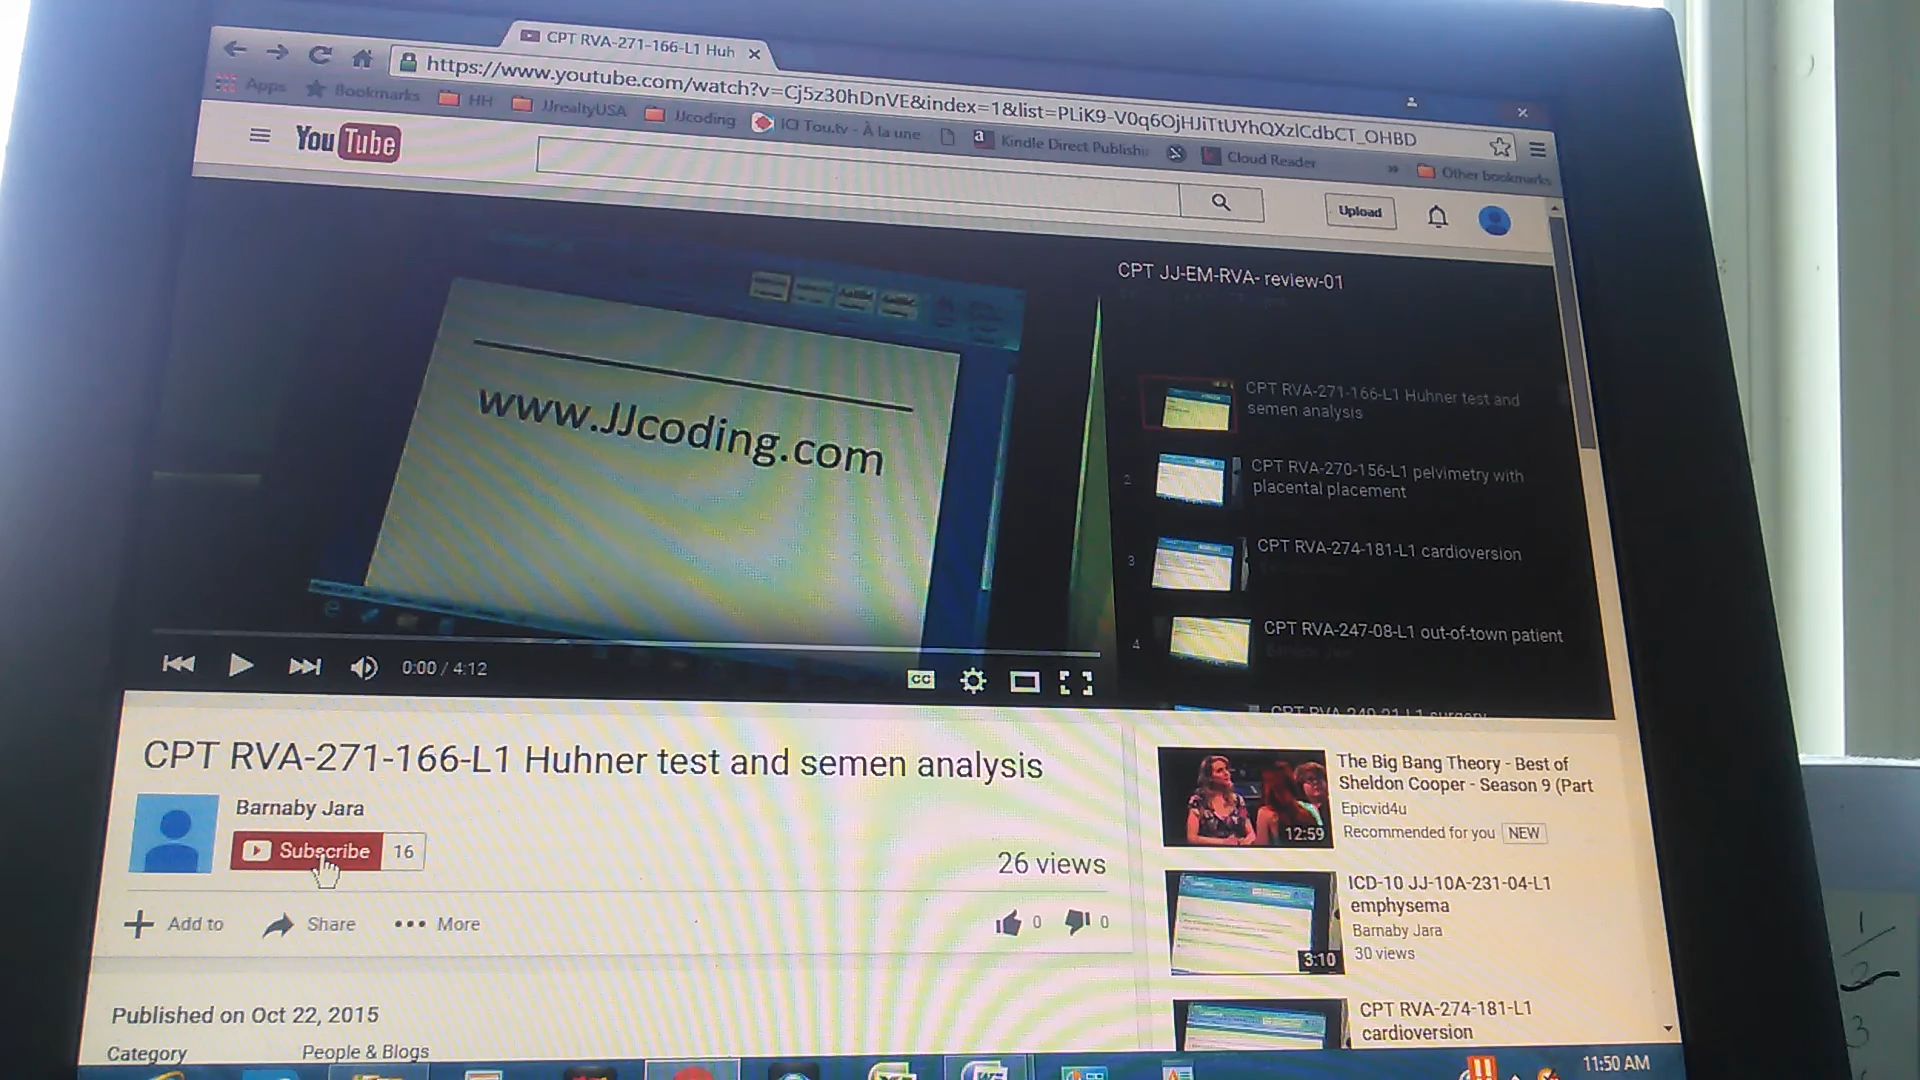 CPT RVA-271-166-L1 Huh
https://www.youtube.com/watch?v=Cj5z30hDnVE&index=1&list=PLiK9-V0q6OjHJiTtUYhQXzlCdbCT_OHBD
Apps Bookmarks HH JJrealtyUSA JJcoding ICI Tou.tv - À la une Kindle Direct Publishi Cloud Reader » Other bookmarks
YouTube
Upload
www.JJcoding.com
0:00 / 4:12
CC
CPT JJ-EM-RVA- review-01
CPT RVA-271-166-L1 Huhner test and
semen analysis
2
CPT RVA-270-156-L1 pelvimetry with
placental placement
3
CPT RVA-274-181-L1 cardioversion
4
CPT RVA-247-08-L1 out-of-town patient
CPT RVA-271-166-L1 Huhner test and semen analysis
Barnaby Jara
Subscribe 16
26 views
Add to Share More
0 0
Published on Oct 22, 2015
Category People & Blogs
The Big Bang Theory - Best of
Sheldon Cooper - Season 9 (Part
Epicvid4u
Recommended for you NEW
12:59
ICD-10 JJ-10A-231-04-L1
emphysema
Barnaby Jara
30 views
3:10
CPT RVA-274-181-L1
cardioversion
11:50 AM